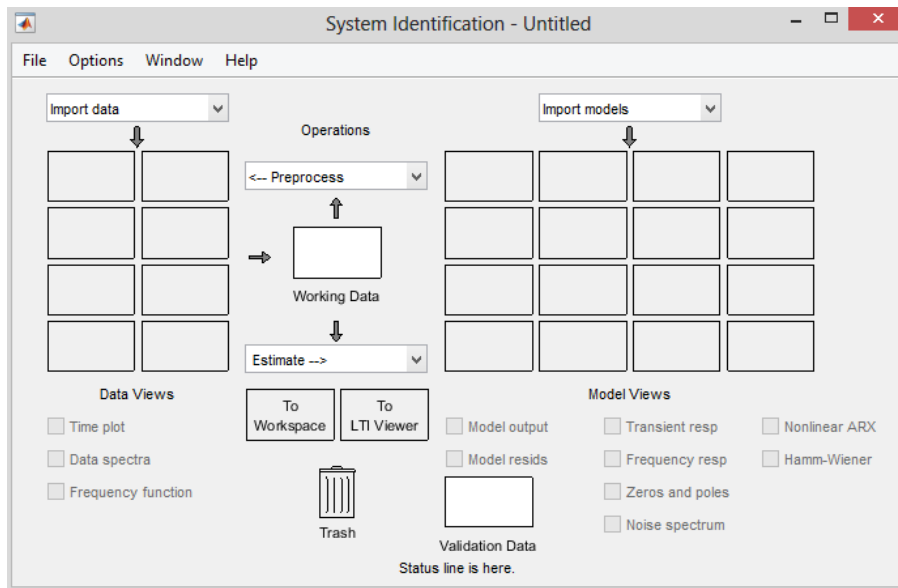 System Identification - Untitled
File Options Window Help
Import data
Import models
Operations
<-- Preprocess
Working Data
Estimate -->
Data Views
Model Views
To
Workspace
To
LTI Viewer
Time plot
Data spectra
Frequency function
Model output
Model resids
Transient resp
Frequency resp
Zeros and poles
Noise spectrum
Nonlinear ARX
Hamm-Wiener
Trash
Validation Data
Status line is here.